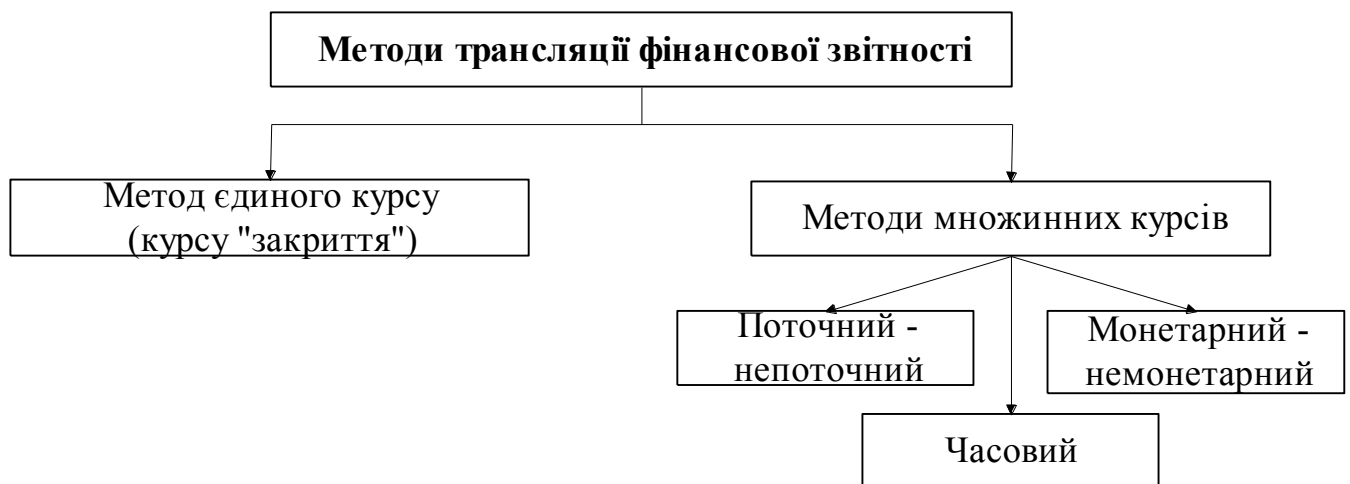 Методи трансляції фінансової звітності
Метод єдиного курсу
(курсу "закриття")
Методи множинних курсів
Поточний -
непоточний
Монетарний -
немонетарний
Часовий